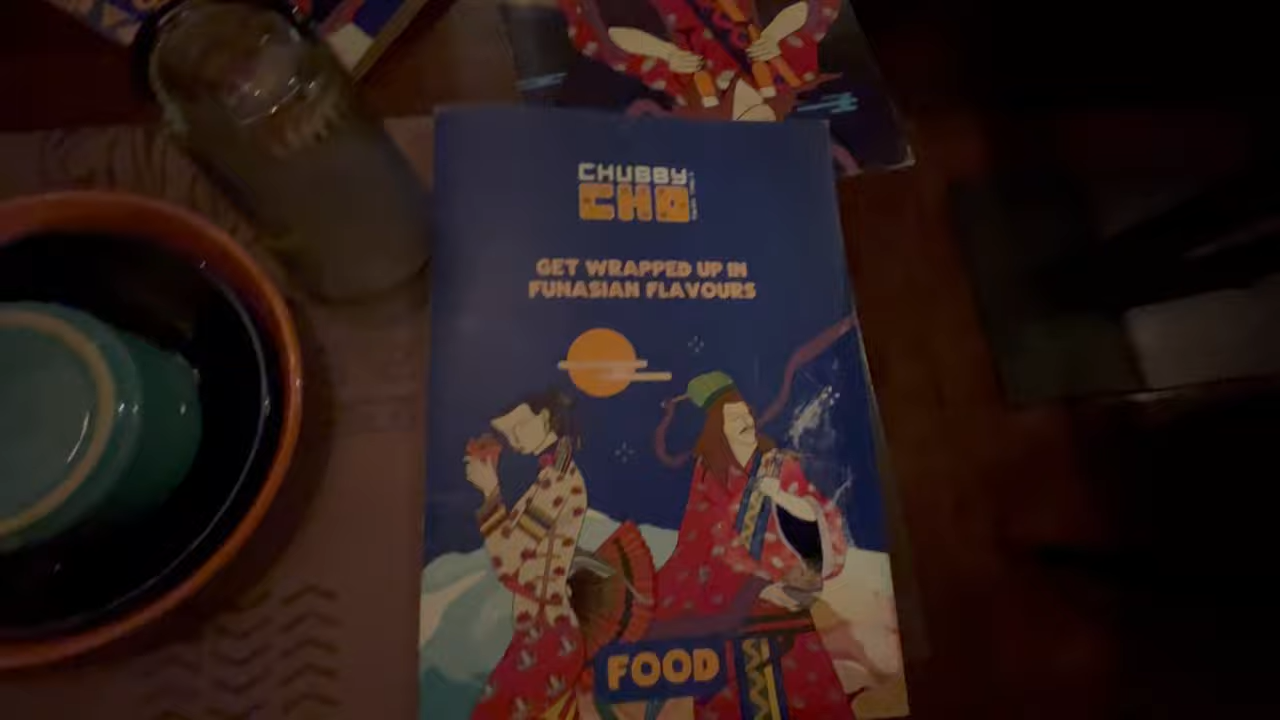 CHUBBY
CHO
GET WRAPPED UP IN
FUNASIAN FLAVOURS
FOOD